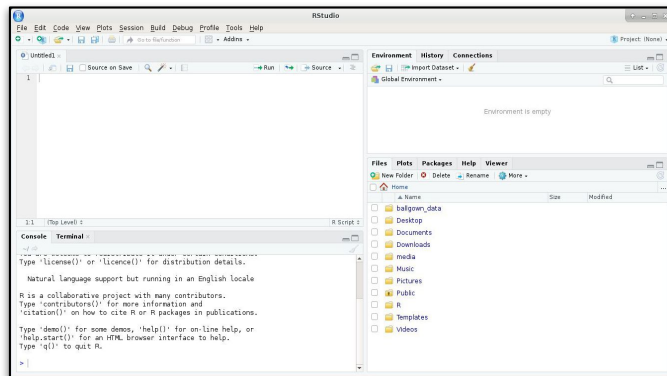 RStudio
File Edit Code View Plots Session Build Debug Profile Tools Help
Go to file/function Addins Project: (None)
Untitled1
Source on Save Run Source
1
1:1 (Top Level) R Script
Console Terminal
~/
Type 'license()' or 'licence()' for distribution details.
Natural language support but running in an English locale
R is a collaborative project with many contributors.
Type 'contributors()' for more information and
'citation()' on how to cite R or R packages in publications.
Type 'demo()' for some demos, 'help()' for on-line help, or
'help.start()' for an HTML browser interface to help.
Type 'q()' to quit R.
>
Environment History Connections
Import Dataset List
Global Environment
Environment is empty
Files Plots Packages Help Viewer
New Folder Delete Rename More
Home ...
Name Size Modified
ballgown_data
Desktop
Documents
Downloads
media
Music
Pictures
Public
R
Templates
Videos